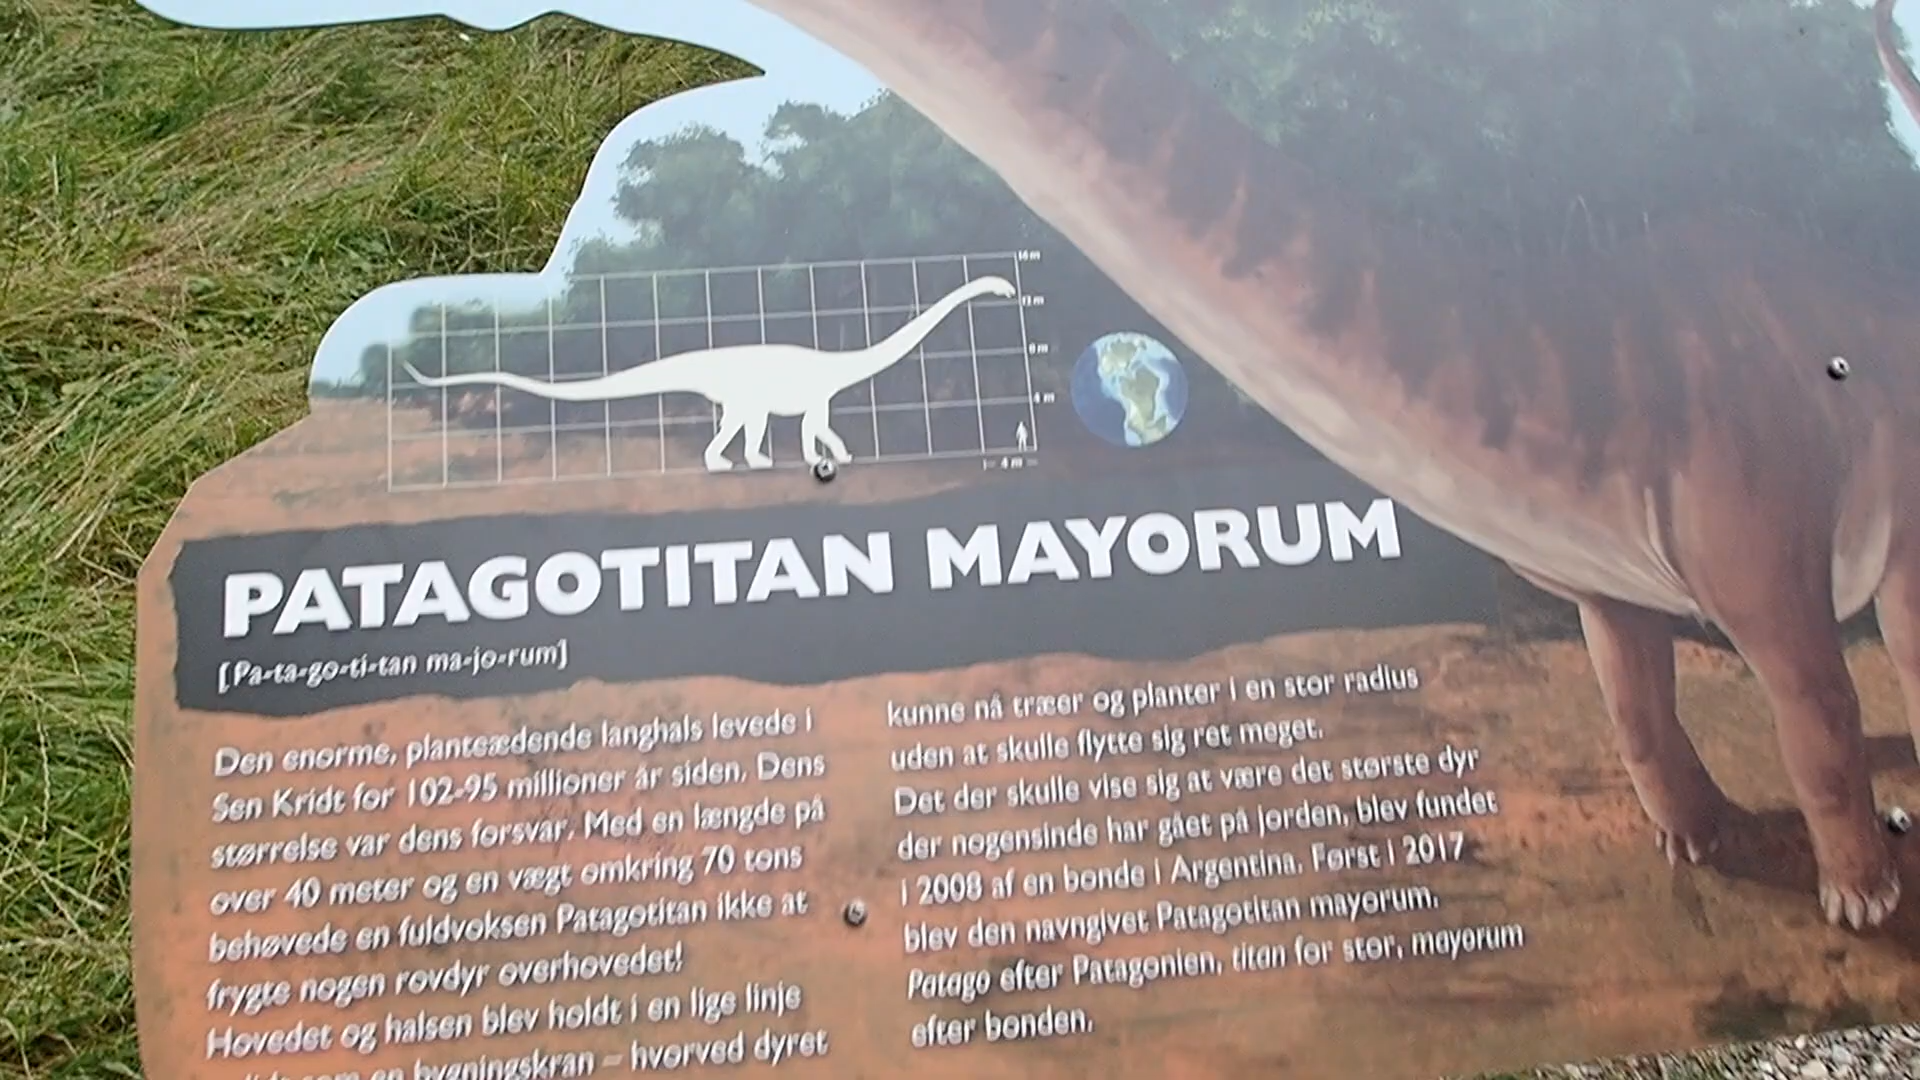 16 m
12 m
8 m
4 m
4 m
PATAGOTITAN MAYORUM
[Pa-ta-go-ti-tan ma-jo-rum]
Den enorme, planteædende langhals levede i
Sen Kridt for 102-95 millioner år siden. Dens
størrelse var dens forsvar. Med en længde på
over 40 meter og en vægt omkring 70 tons
behøvede en fuldvoksen Patagotitan ikke at
frygte nogen rovdyr overhovedet!
Hovedet og halsen blev holdt i en lige linje
som en bygningskran – hvorved dyret
kunne nå træer og planter i en stor radius
uden at skulle flytte sig ret meget.
Det der skulle vise sig at være det største dyr
der nogensinde har gået på jorden, blev fundet
i 2008 af en bonde i Argentina. Først i 2017
blev den navngivet Patagotitan mayorum.
Patago efter Patagonien, titan for stor, mayorum
efter bonden.